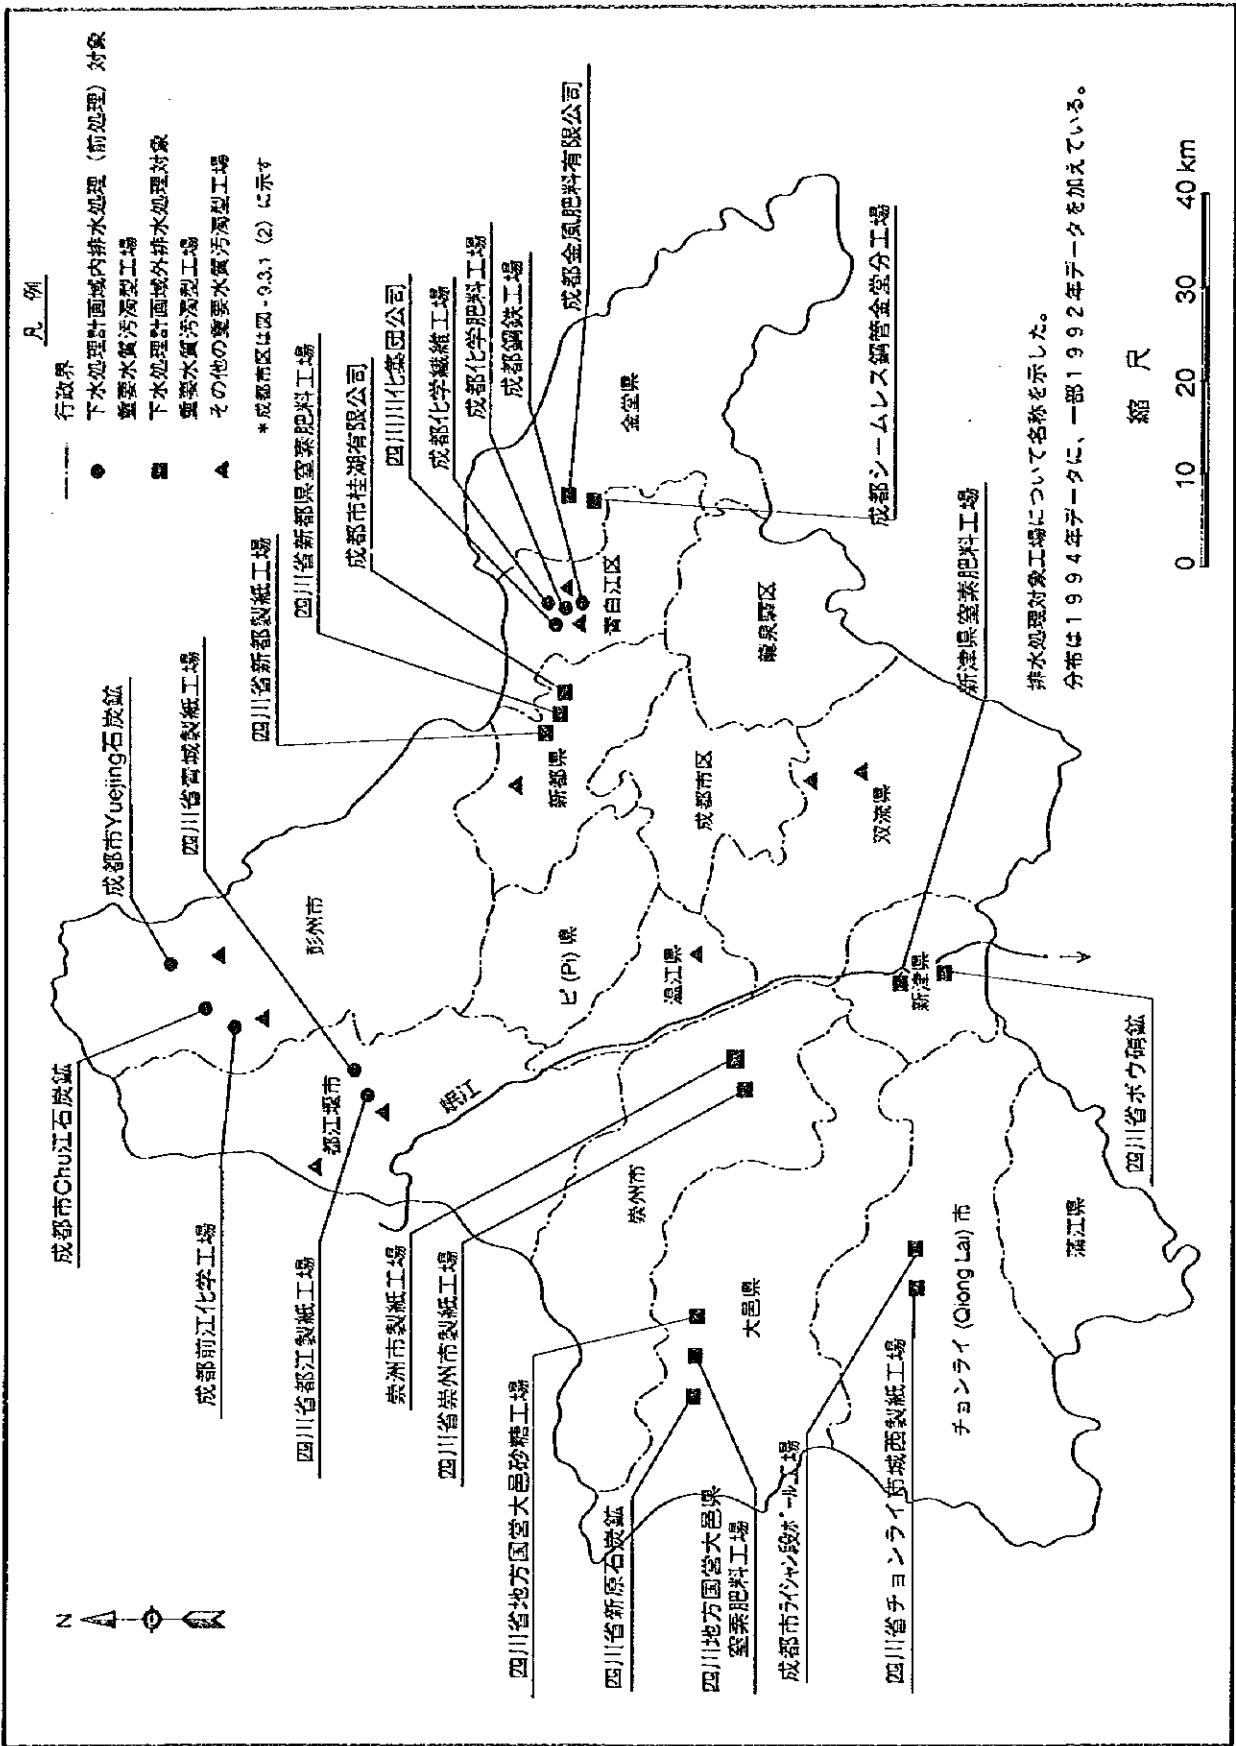 N
凡例
行政界
下水処理計画域内排水処理（前処理）対象
重要水質汚濁型工場
下水処理計画域外排水処理対象
重要水質汚濁型工場
その他の重要水質汚濁型工場
*成都市区は図-9.3.1 (2) に示す
成都市Chu江石炭鉱
成都市Yuejing石炭鉱
成都前江化学工場
四川省青城製紙工場
四川省都江製紙工場
崇洲市製紙工場
四川省崇州市製紙工場
四川省地方国営大邑砂糖工場
四川省新原石炭鉱
四川地方国営大邑県
窒素肥料工場
成都市ライシャン段ボール工場
四川省チョンライ市城西製紙工場
四川省新都製紙工場
四川省新都県窒素肥料工場
成都市桂湖有限公司
四川川化集団公司
成都化学繊維工場
成都化学肥料工場
成都鋼鉄工場
成都金風肥料有限公司
成都シームレス鋼管金堂分工場
新津県窒素肥料工場
四川省ボウ硝鉱
彭州市
都江堰市
岷江
ピ (Pi) 県
温江県
新都県
青白江区
金堂県
成都市区
龍泉驛区
双流県
新津県
崇州市
大邑県
チョンライ (Qiong Lai) 市
蒲江県
排水処理対象工場について名称を示した。
分布は1994年データに、一部1992年データを加えている。
0 10 20 30 40 km
縮尺